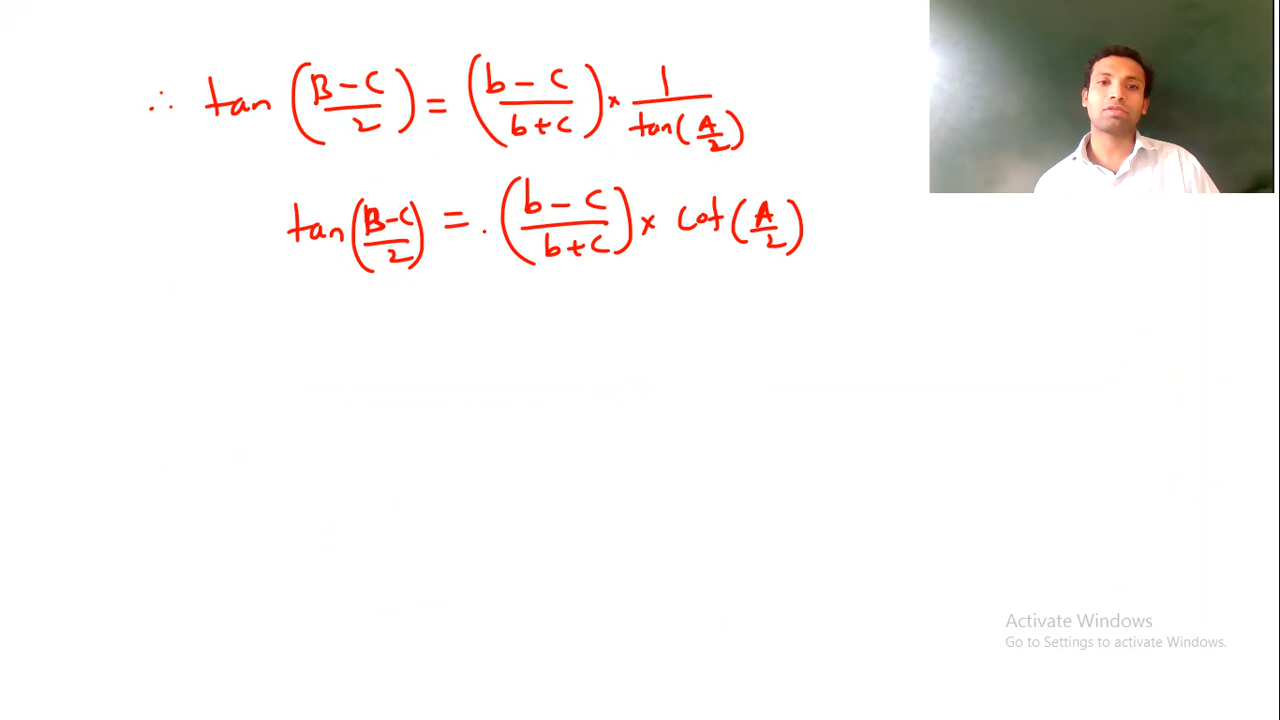 ∴ tan (B-C/2) = (b-c/b+c) × 1/tan(A/2)
tan (B-C/2) = . (b-c/b+c) × cot (A/2)
Activate Windows
Go to Settings to activate Windows.